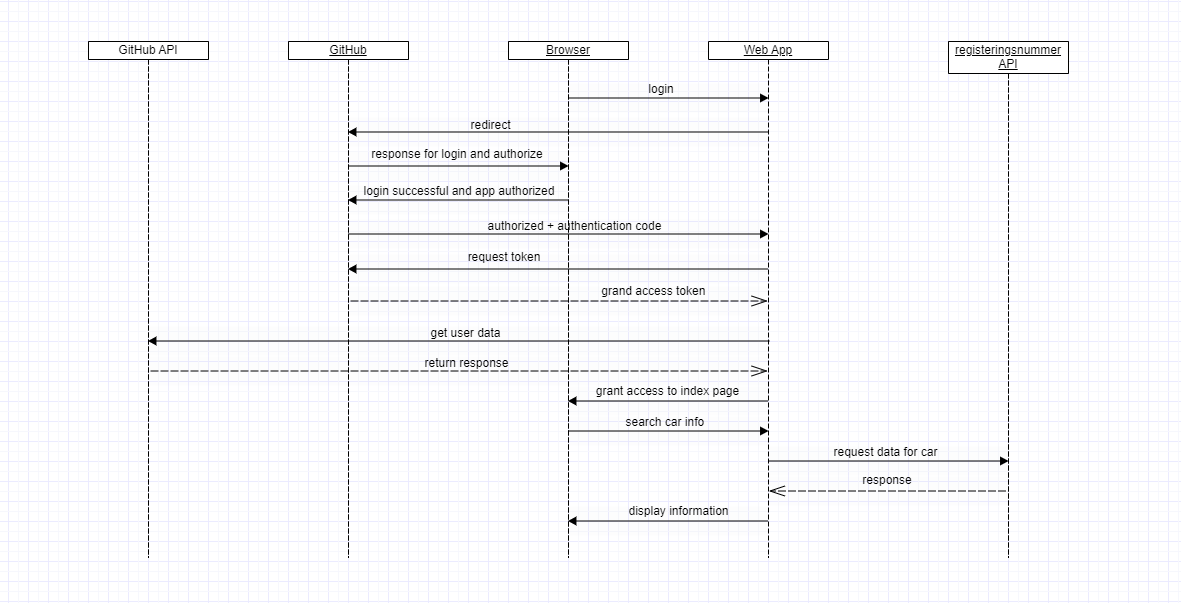 GitHub API
GitHub
Browser
Web App
registeringsnummer
API
login
redirect
response for login and authorize
login successful and app authorized
authorized + authentication code
request token
grand access token
get user data
return response
grant access to index page
search car info
request data for car
response
display information